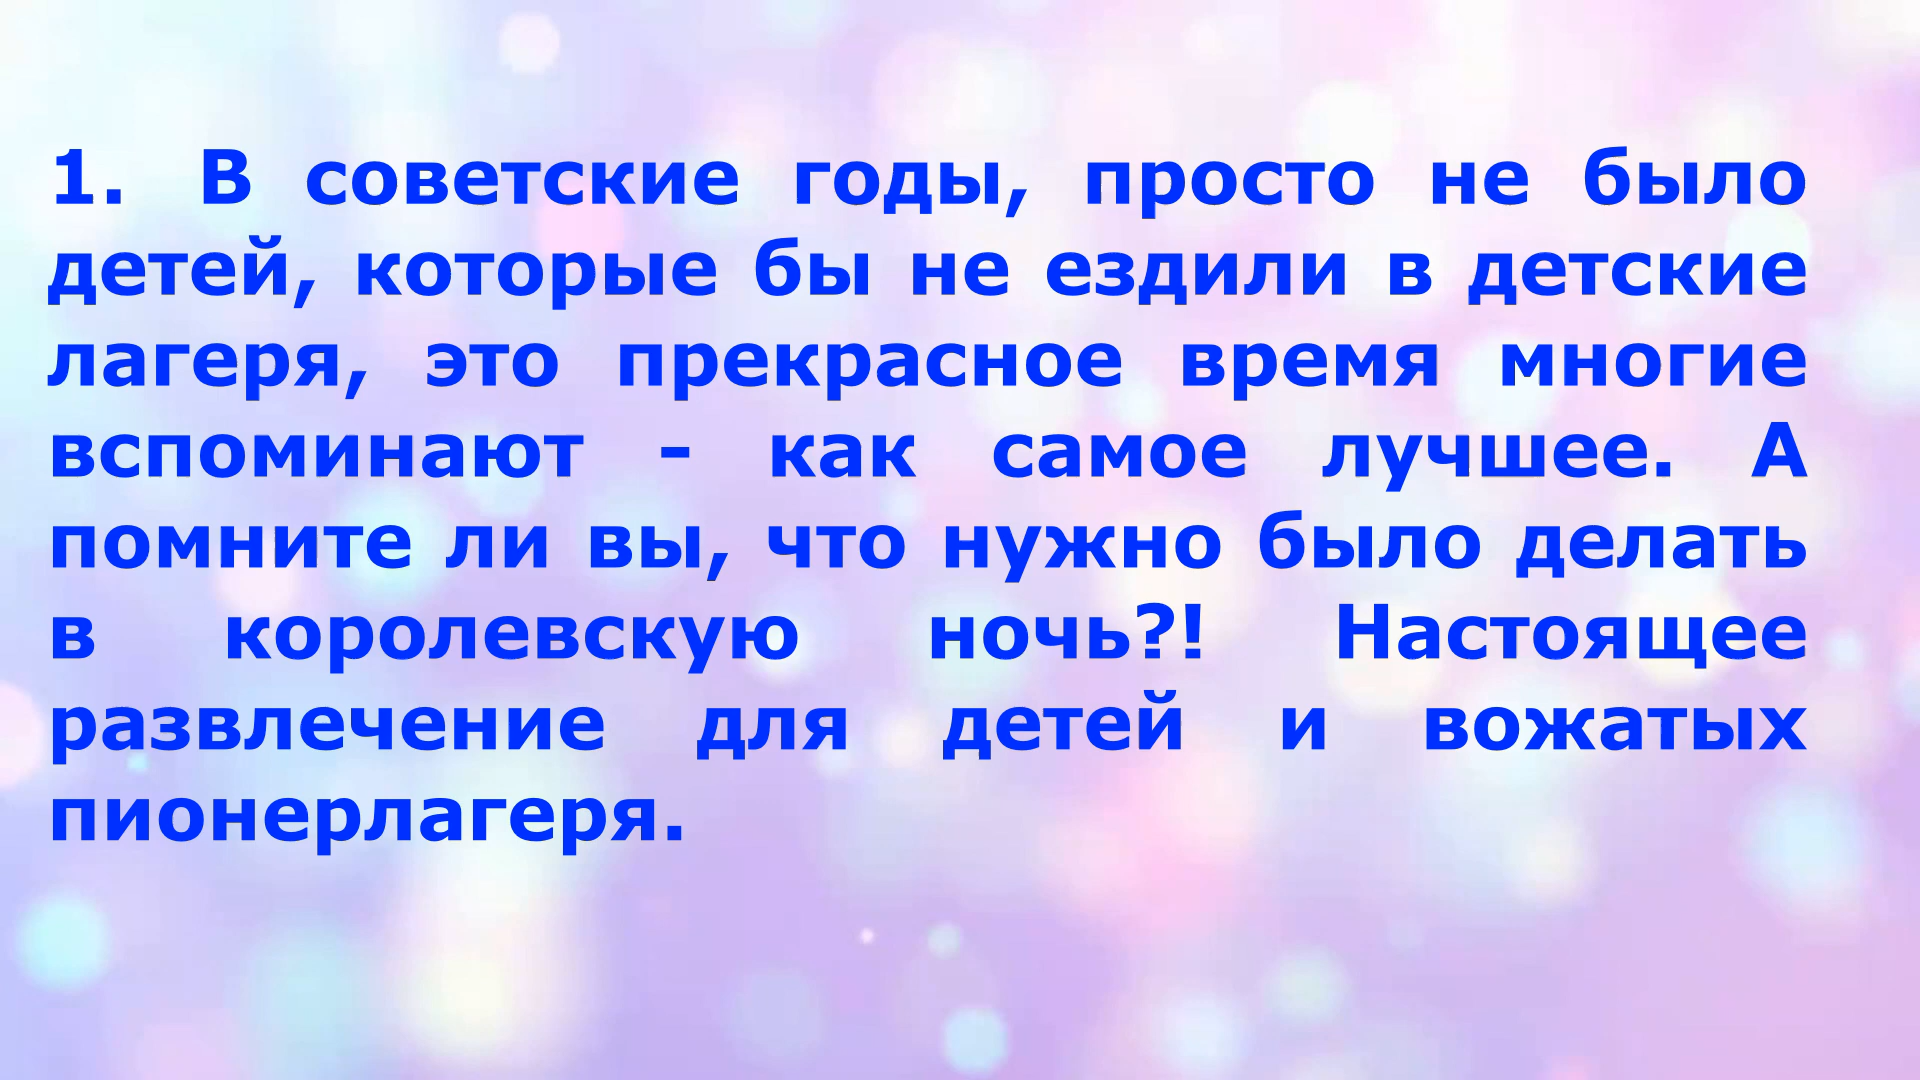 1. В советские годы, просто не было
детей, которые бы не ездили в детские
лагеря, это прекрасное время многие
вспоминают - как самое лучшее. А
помните ли вы, что нужно было делать
в королевскую ночь?! Настоящее
развлечение для детей и вожатых
пионерлагеря.